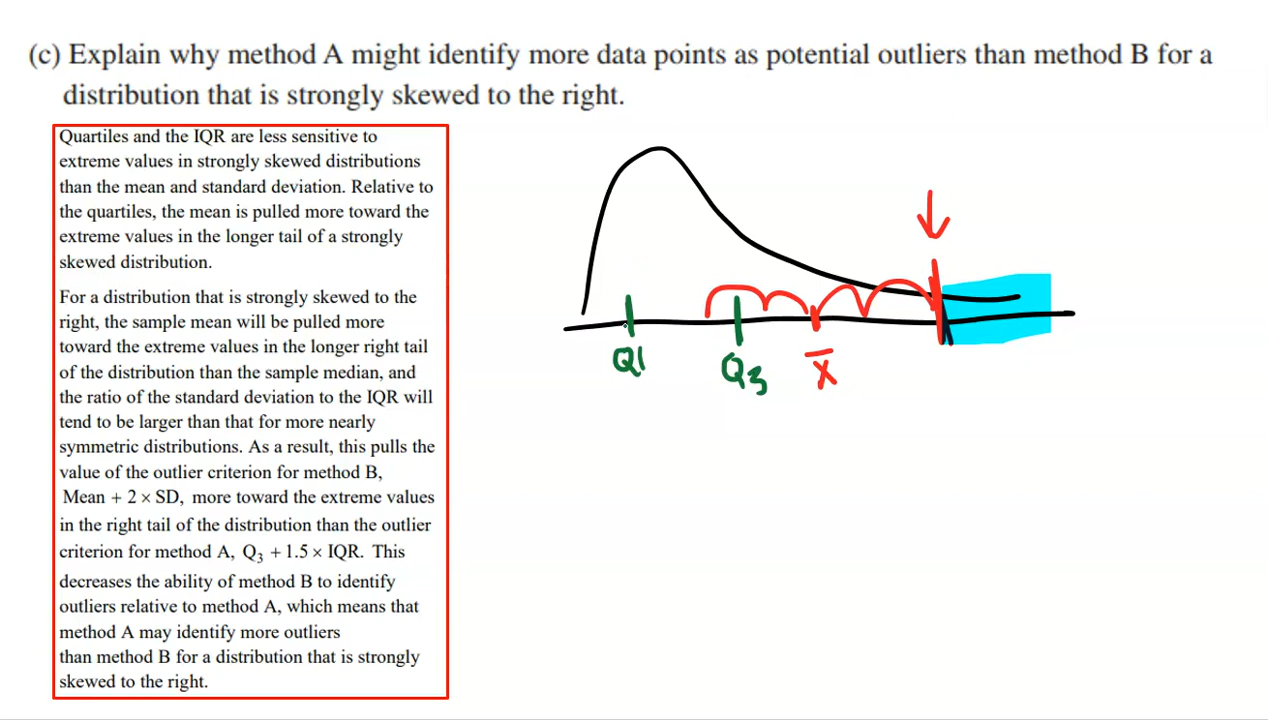 (c) Explain why method A might identify more data points as potential outliers than method B for a
distribution that is strongly skewed to the right.
Quartiles and the IQR are less sensitive to
extreme values in strongly skewed distributions
than the mean and standard deviation. Relative to
the quartiles, the mean is pulled more toward the
extreme values in the longer tail of a strongly
skewed distribution.
For a distribution that is strongly skewed to the
right, the sample mean will be pulled more
toward the extreme values in the longer right tail
of the distribution than the sample median, and
the ratio of the standard deviation to the IQR will
tend to be larger than that for more nearly
symmetric distributions. As a result, this pulls the
value of the outlier criterion for method B,
Mean + 2 × SD, more toward the extreme values
in the right tail of the distribution than the outlier
criterion for method A, Q₃ + 1.5 × IQR. This
decreases the ability of method B to identify
outliers relative to method A, which means that
method A may identify more outliers
than method B for a distribution that is strongly
skewed to the right.
Q1 Q3 x̄